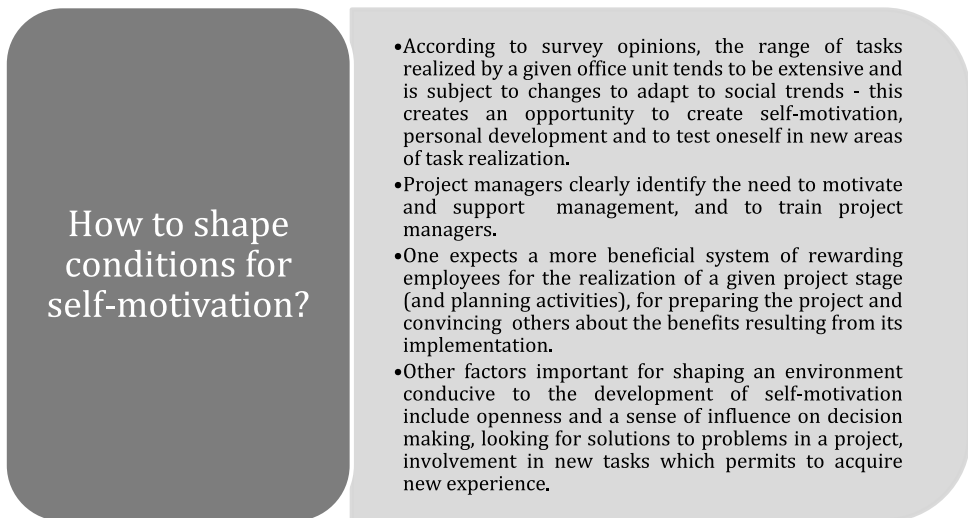 How to shape
conditions for
self-motivation?
•According to survey opinions, the range of tasks
realized by a given office unit tends to be extensive and
is subject to changes to adapt to social trends - this
creates an opportunity to create self-motivation,
personal development and to test oneself in new areas
of task realization.
•Project managers clearly identify the need to motivate
and support management, and to train project
managers.
•One expects a more beneficial system of rewarding
employees for the realization of a given project stage
(and planning activities), for preparing the project and
convincing others about the benefits resulting from its
implementation.
•Other factors important for shaping an environment
conducive to the development of self-motivation
include openness and a sense of influence on decision
making, looking for solutions to problems in a project,
involvement in new tasks which permits to acquire
new experience.